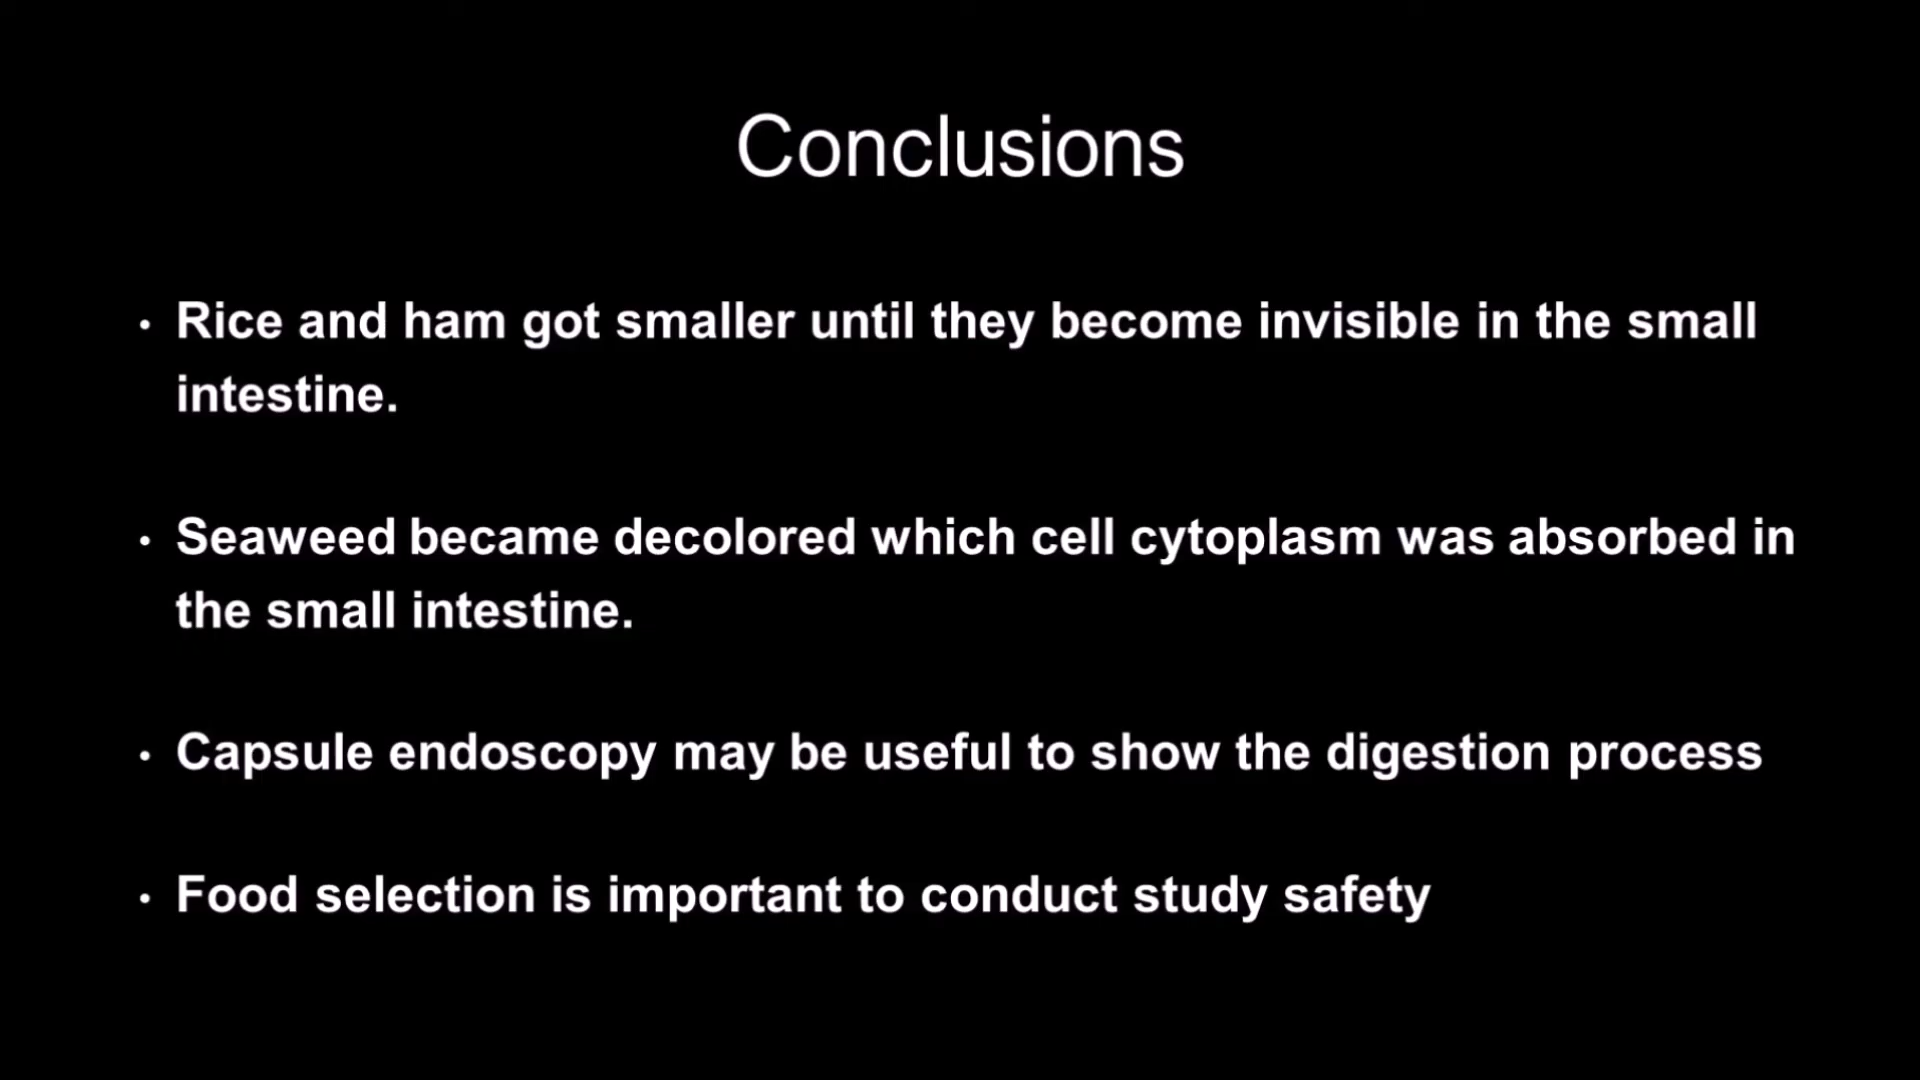 Conclusions
• Rice and ham got smaller until they become invisible in the small
intestine.
• Seaweed became decolored which cell cytoplasm was absorbed in
the small intestine.
• Capsule endoscopy may be useful to show the digestion process
• Food selection is important to conduct study safety